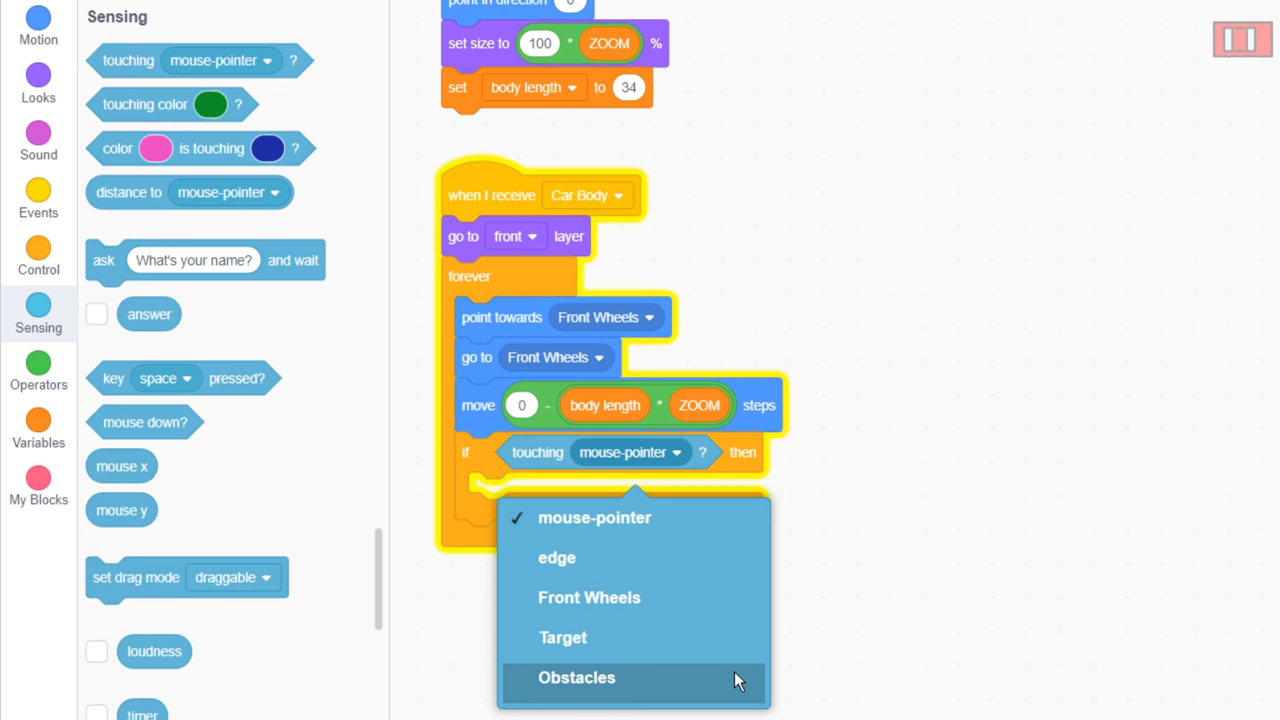 Motion
Looks
Sound
Events
Control
Sensing
Operators
Variables
My Blocks
Sensing
touching mouse-pointer ?
touching color ?
color is touching ?
distance to mouse-pointer
ask What's your name? and wait
answer
key space pressed?
mouse down?
mouse x
mouse y
set drag mode draggable
loudness
timer
point in direction 0
set size to 100 * ZOOM %
set body length to 34
when I receive Car Body
go to front layer
forever
point towards Front Wheels
go to Front Wheels
move 0 - body length * ZOOM steps
if touching mouse-pointer ? then
✓ mouse-pointer
edge
Front Wheels
Target
Obstacles